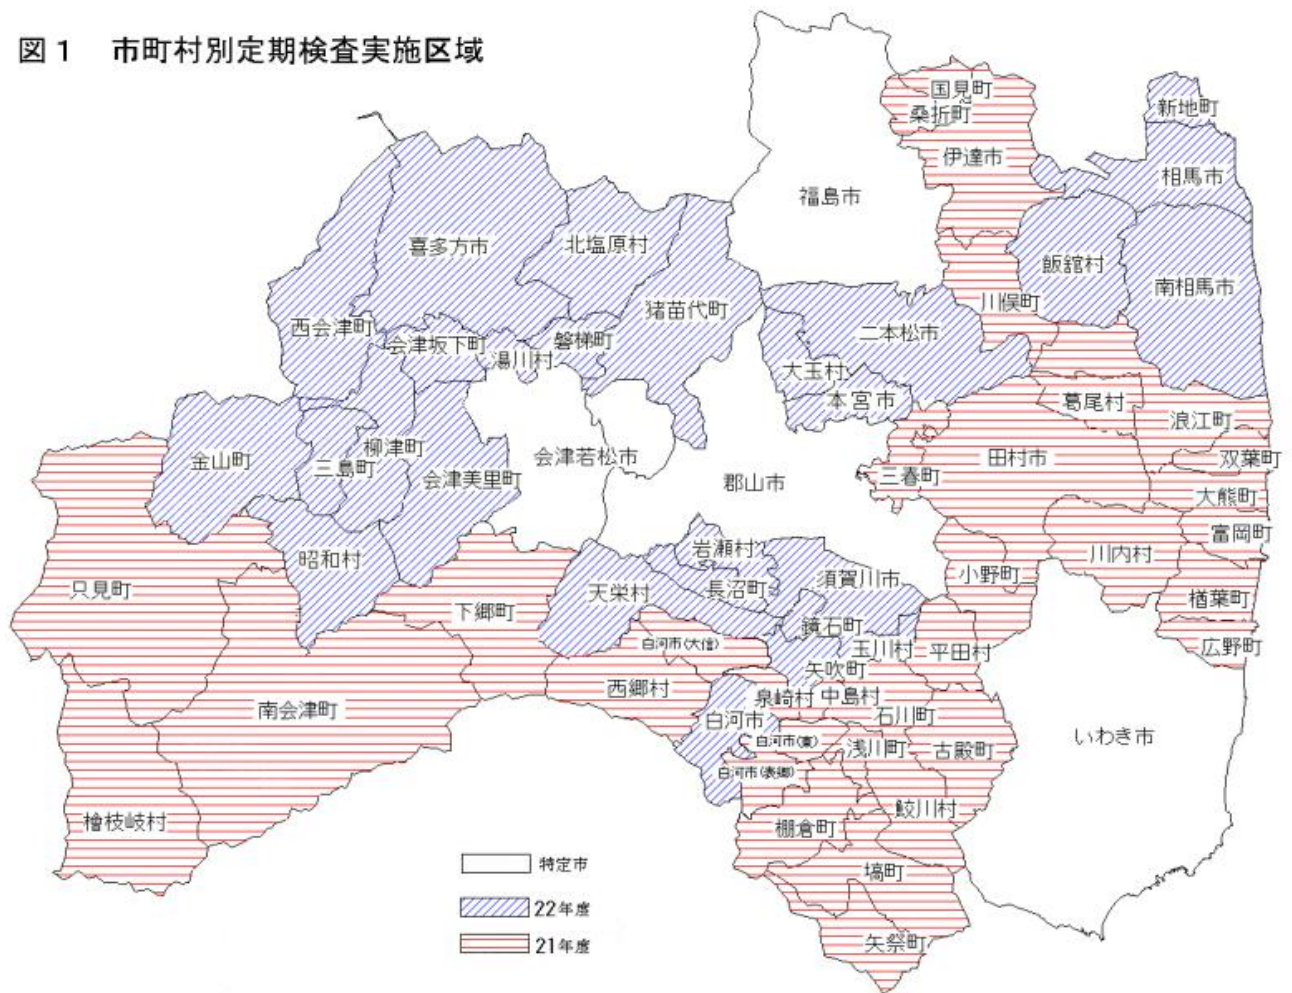 図1 市町村別定期検査実施区域
国見町
桑折町
伊達市
新地町
相馬市
福島市
喜多方市
北塩原村
飯舘村
南相馬市
川俣町
猪苗代町
西会津町
会津坂下町
湯川村
磐梯町
二本松市
大玉村
本宮市
葛尾村
浪江町
柳津町
金山町
三島町
会津美里町
会津若松市
郡山市
三春町
田村市
双葉町
大熊町
富岡町
昭和村
岩瀬村
川内村
只見町
下郷町
天栄村
長沼町
須賀川市
小野町
楢葉町
鏡石町
白河市(大信)
玉川村
平田村
広野町
矢吹町
西郷村
泉崎村
中島村
南会津町
白河市
石川町
白河市(東)
浅川町
古殿町
いわき市
白河市(表郷)
鮫川村
檜枝岐村
棚倉町
塙町
矢祭町
特定市
22年度
21年度